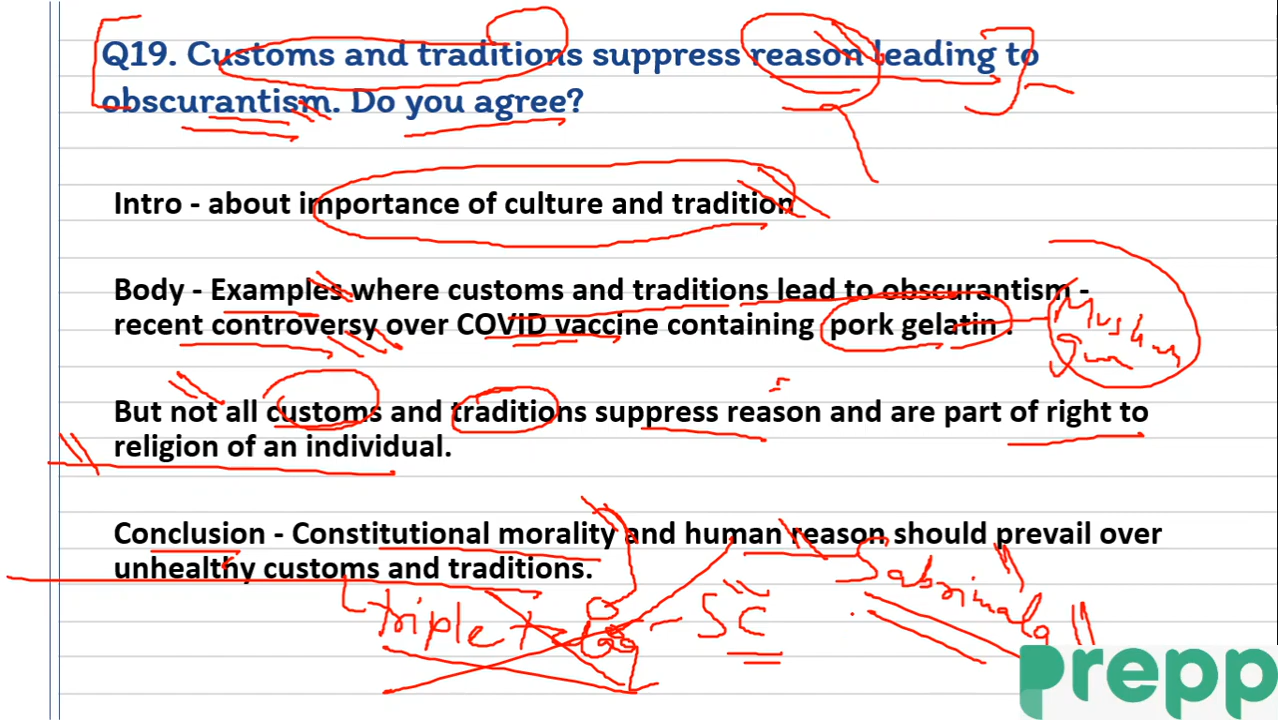 Q19. Customs and traditions suppress reason leading to
obscurantism. Do you agree?
Intro - about importance of culture and tradition
Body - Examples where customs and traditions lead to obscurantism -
recent controversy over COVID vaccine containing pork gelatin .
But not all customs and traditions suppress reason and are part of right to
religion of an individual.
Conclusion - Constitutional morality and human reason should prevail over
unhealthy customs and traditions.
triple
SC
Sabrimala
Prepp